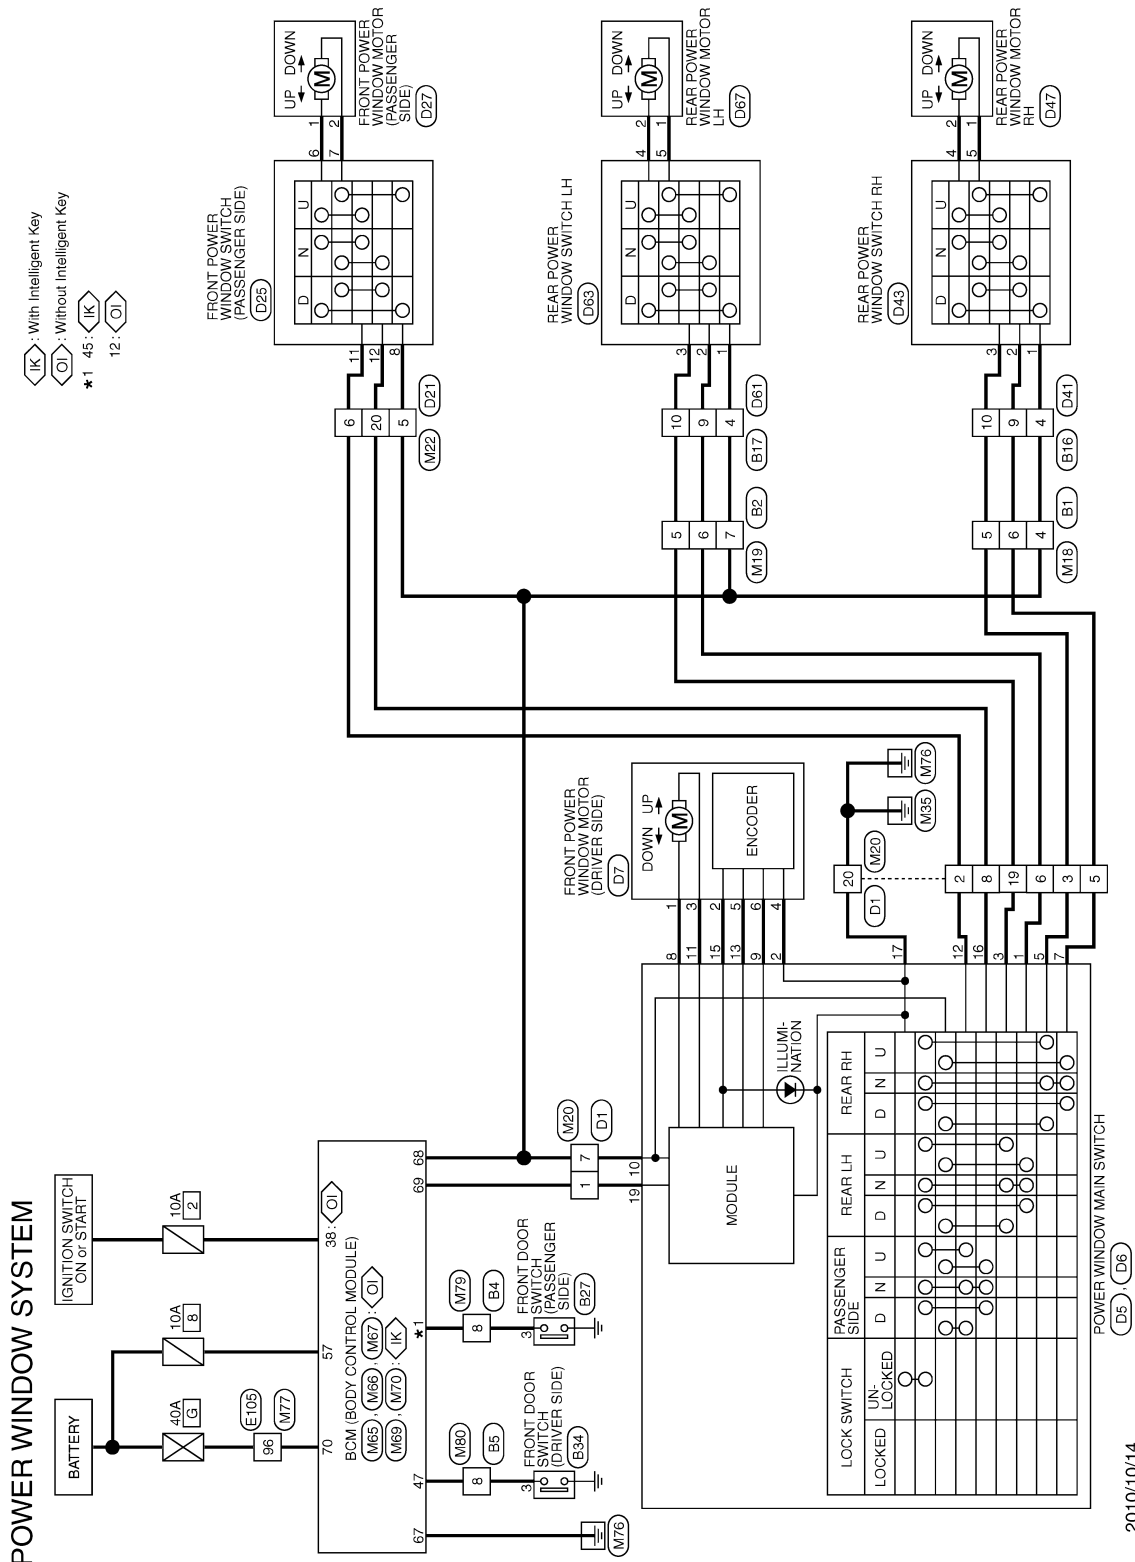 POWER WINDOW SYSTEM
BATTERY
IGNITION SWITCH
ON or START
40A
G
10A
8
10A
2
E105
96
M77
70
57
38 : OI
BCM (BODY CONTROL MODULE)
M65 , M66 , M67 : OI
M69 , M70 : IK
67
47
*1
69
68
M76
M80
8
B5
3
FRONT DOOR
SWITCH
(DRIVER SIDE)
B34
M79
8
B4
3
FRONT DOOR
SWITCH
(PASSENGER
SIDE)
B27
M20
1
7
D1
19
10
MODULE
ILLUMI-
NATION
LOCK SWITCH
LOCKED
UN-
LOCKED
PASSENGER
SIDE
D
N
U
REAR LH
D
N
U
REAR RH
D
N
U
POWER WINDOW MAIN SWITCH
D5 , D6
8
11
15
13
9
2
17
12
16
3
1
5
7
1
3
2
5
6
4
FRONT POWER
WINDOW MOTOR
(DRIVER SIDE)
D7
DOWN
UP
M
ENCODER
D1
20
M20
2
8
19
6
3
5
M35
M76
IK : With Intelligent Key
OI : Without Intelligent Key
*1 45 : IK
12 : OI
FRONT POWER
WINDOW SWITCH
(PASSENGER SIDE)
D25
D
N
U
M22
6
20
5
D21
11
12
8
6
7
1
2
UP
DOWN
M
FRONT POWER
WINDOW MOTOR
(PASSENGER
SIDE)
D27
REAR POWER
WINDOW SWITCH LH
D63
D
N
U
M19
5
6
7
B2
B17
10
9
4
D61
3
2
1
4
5
2
1
UP
DOWN
M
REAR POWER
WINDOW MOTOR
LH
D67
REAR POWER
WINDOW SWITCH RH
D43
D
N
U
M18
5
6
4
B1
B16
10
9
4
D41
3
2
1
4
5
2
1
UP
DOWN
M
REAR POWER
WINDOW MOTOR
RH
D47
2010/10/14